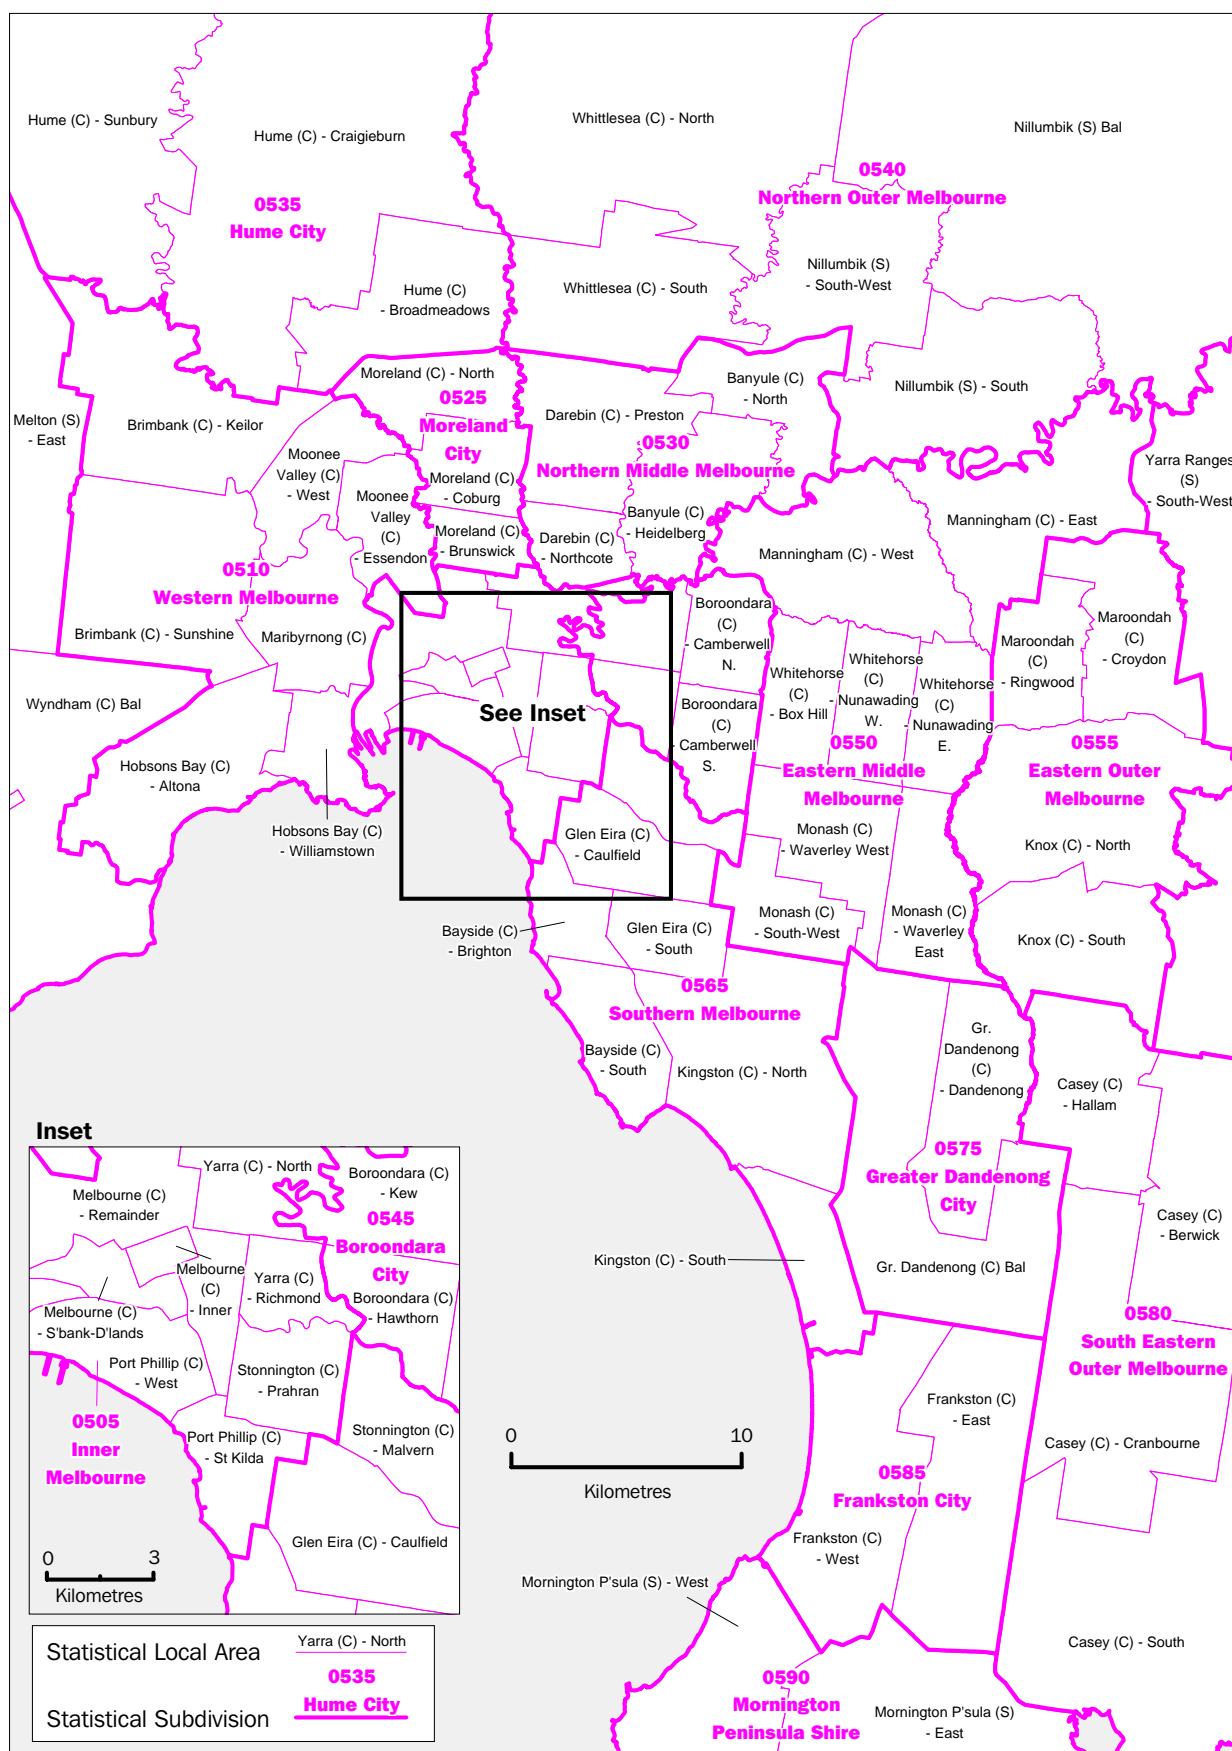 Hume (C) - Sunbury
Hume (C) - Craigieburn
Whittlesea (C) - North
Nillumbik (S) Bal
0540
Northern Outer Melbourne
0535
Hume City
Nillumbik (S)
- South-West
Whittlesea (C) - South
Hume (C)
- Broadmeadows
Moreland (C) - North
Banyule (C)
- North
Nillumbik (S) - South
Melton (S)
- East
Brimbank (C) - Keilor
0525
Moreland
City
Darebin (C) - Preston
0530
Northern Middle Melbourne
Moonee
Valley (C)
- West
Moonee
Valley
(C)
- Essendon
Moreland (C)
- Coburg
Moreland (C)
- Brunswick
Darebin (C)
- Northcote
Banyule (C)
- Heidelberg
Yarra Ranges
(S)
- South-West
Manningham (C) - East
Manningham (C) - West
0510
Western Melbourne
Brimbank (C) - Sunshine
Maribyrnong (C)
Boroondara
(C)
- Camberwell
N.
Maroondah
(C)
- Croydon
Maroondah
(C)
- Ringwood
Whitehorse
(C)
- Box Hill
Whitehorse
(C)
- Nunawading
W.
Whitehorse
(C)
- Nunawading
E.
Wyndham (C) Bal
See Inset
Boroondara
(C)
- Camberwell
S.
0550
Eastern Middle
Melbourne
0555
Eastern Outer
Melbourne
Hobsons Bay (C)
- Altona
Hobsons Bay (C)
- Williamstown
Glen Eira (C)
- Caulfield
Monash (C)
- Waverley West
Knox (C) - North
Bayside (C)
- Brighton
Glen Eira (C)
- South
Monash (C)
- South-West
Monash (C)
- Waverley
East
Knox (C) - South
0565
Southern Melbourne
Bayside (C)
- South
Kingston (C) - North
Gr.
Dandenong
(C)
- Dandenong
Casey (C)
- Hallam
0575
Greater Dandenong
City
Casey (C)
- Berwick
Kingston (C) - South
Gr. Dandenong (C) Bal
0580
South Eastern
Outer Melbourne
Frankston (C)
- East
Casey (C) - Cranbourne
0585
Frankston City
Frankston (C)
- West
Mornington P'sula (S) - West
Casey (C) - South
0590
Mornington
Peninsula Shire
Mornington P'sula (S)
- East
0 10
Kilometres
Inset
Yarra (C) - North
Boroondara (C)
- Kew
Melbourne (C)
- Remainder
0545
Boroondara
City
Melbourne
(C)
- Inner
Yarra (C)
- Richmond
Boroondara (C)
- Hawthorn
Melbourne (C)
- S'bank-D'lands
Port Phillip (C)
- West
Stonnington (C)
- Prahran
0505
Inner
Melbourne
Port Phillip (C)
- St Kilda
Stonnington (C)
- Malvern
Glen Eira (C) - Caulfield
0 3
Kilometres
Statistical Local Area
Yarra (C) - North
0535
Hume City
Statistical Subdivision